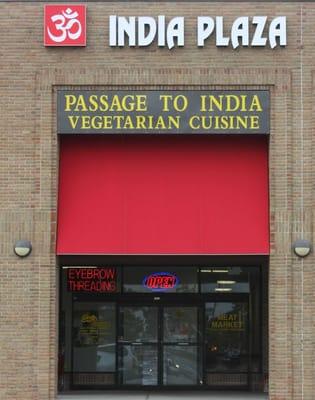 ॐ INDIA PLAZA
PASSAGE TO INDIA
VEGETARIAN CUISINE
EYEBROW
THREADING
OPEN
MEAT
MARKET